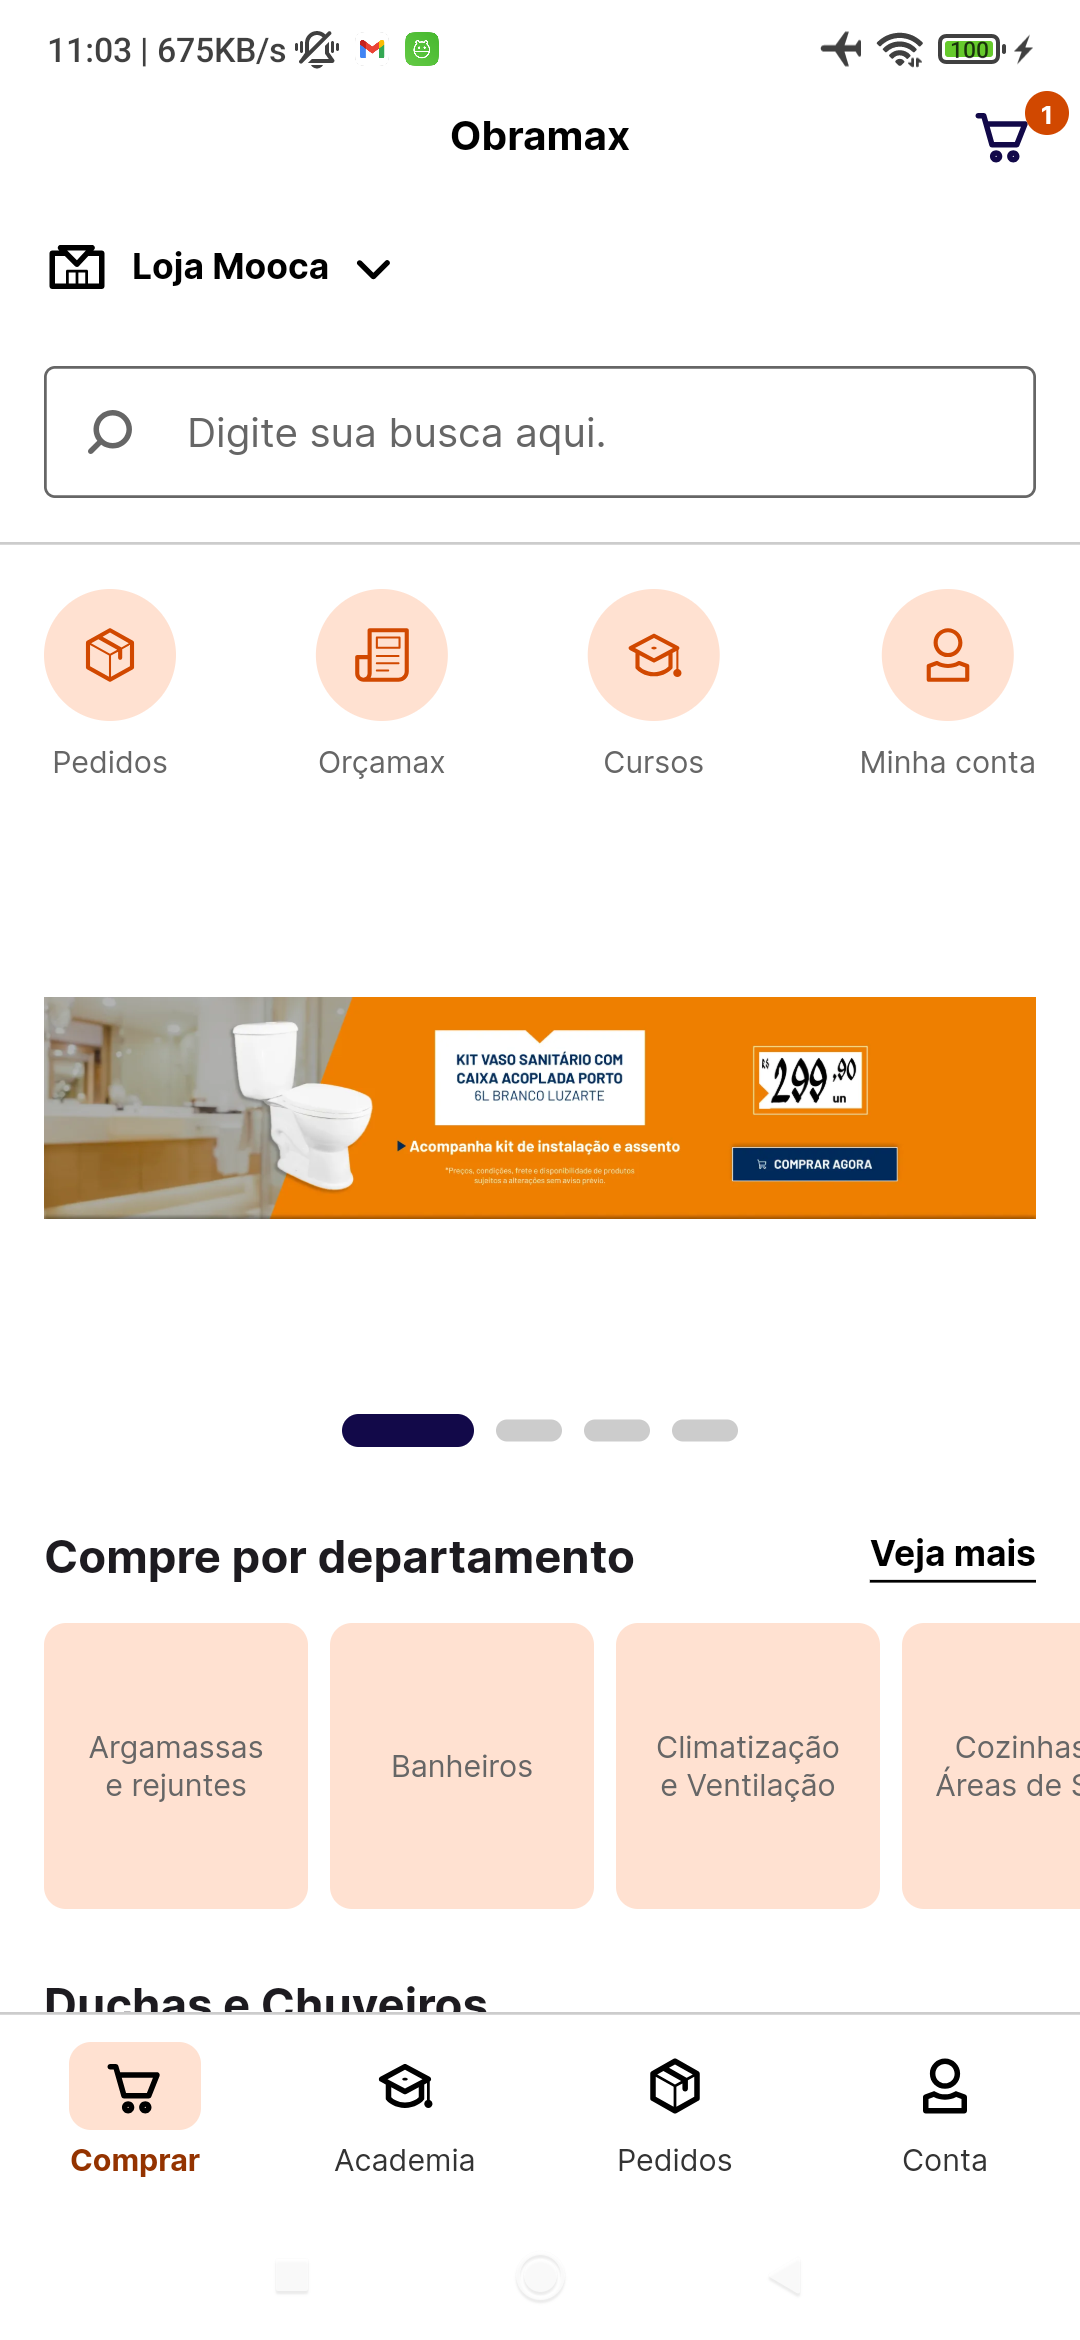 11:03 | 675KB/s
100
Obramax
1
Loja Mooca
Digite sua busca aqui.
Pedidos
Orçamax
Cursos
Minha conta
KIT VASO SANITÁRIO COM
CAIXA ACOPLADA PORTO
6L BRANCO LUZARTE
Acompanha kit de instalação e assento
*Preços, condições, frete e disponibilidade de produtos
sujeitos a alterações sem aviso prévio.
R$ 299,90
un
COMPRAR AGORA
Compre por departamento
Veja mais
Argamassas
e rejuntes
Banheiros
Climatização
e Ventilação
Cozinhas
Áreas de S
Duchas e Chuveiros
Comprar
Academia
Pedidos
Conta